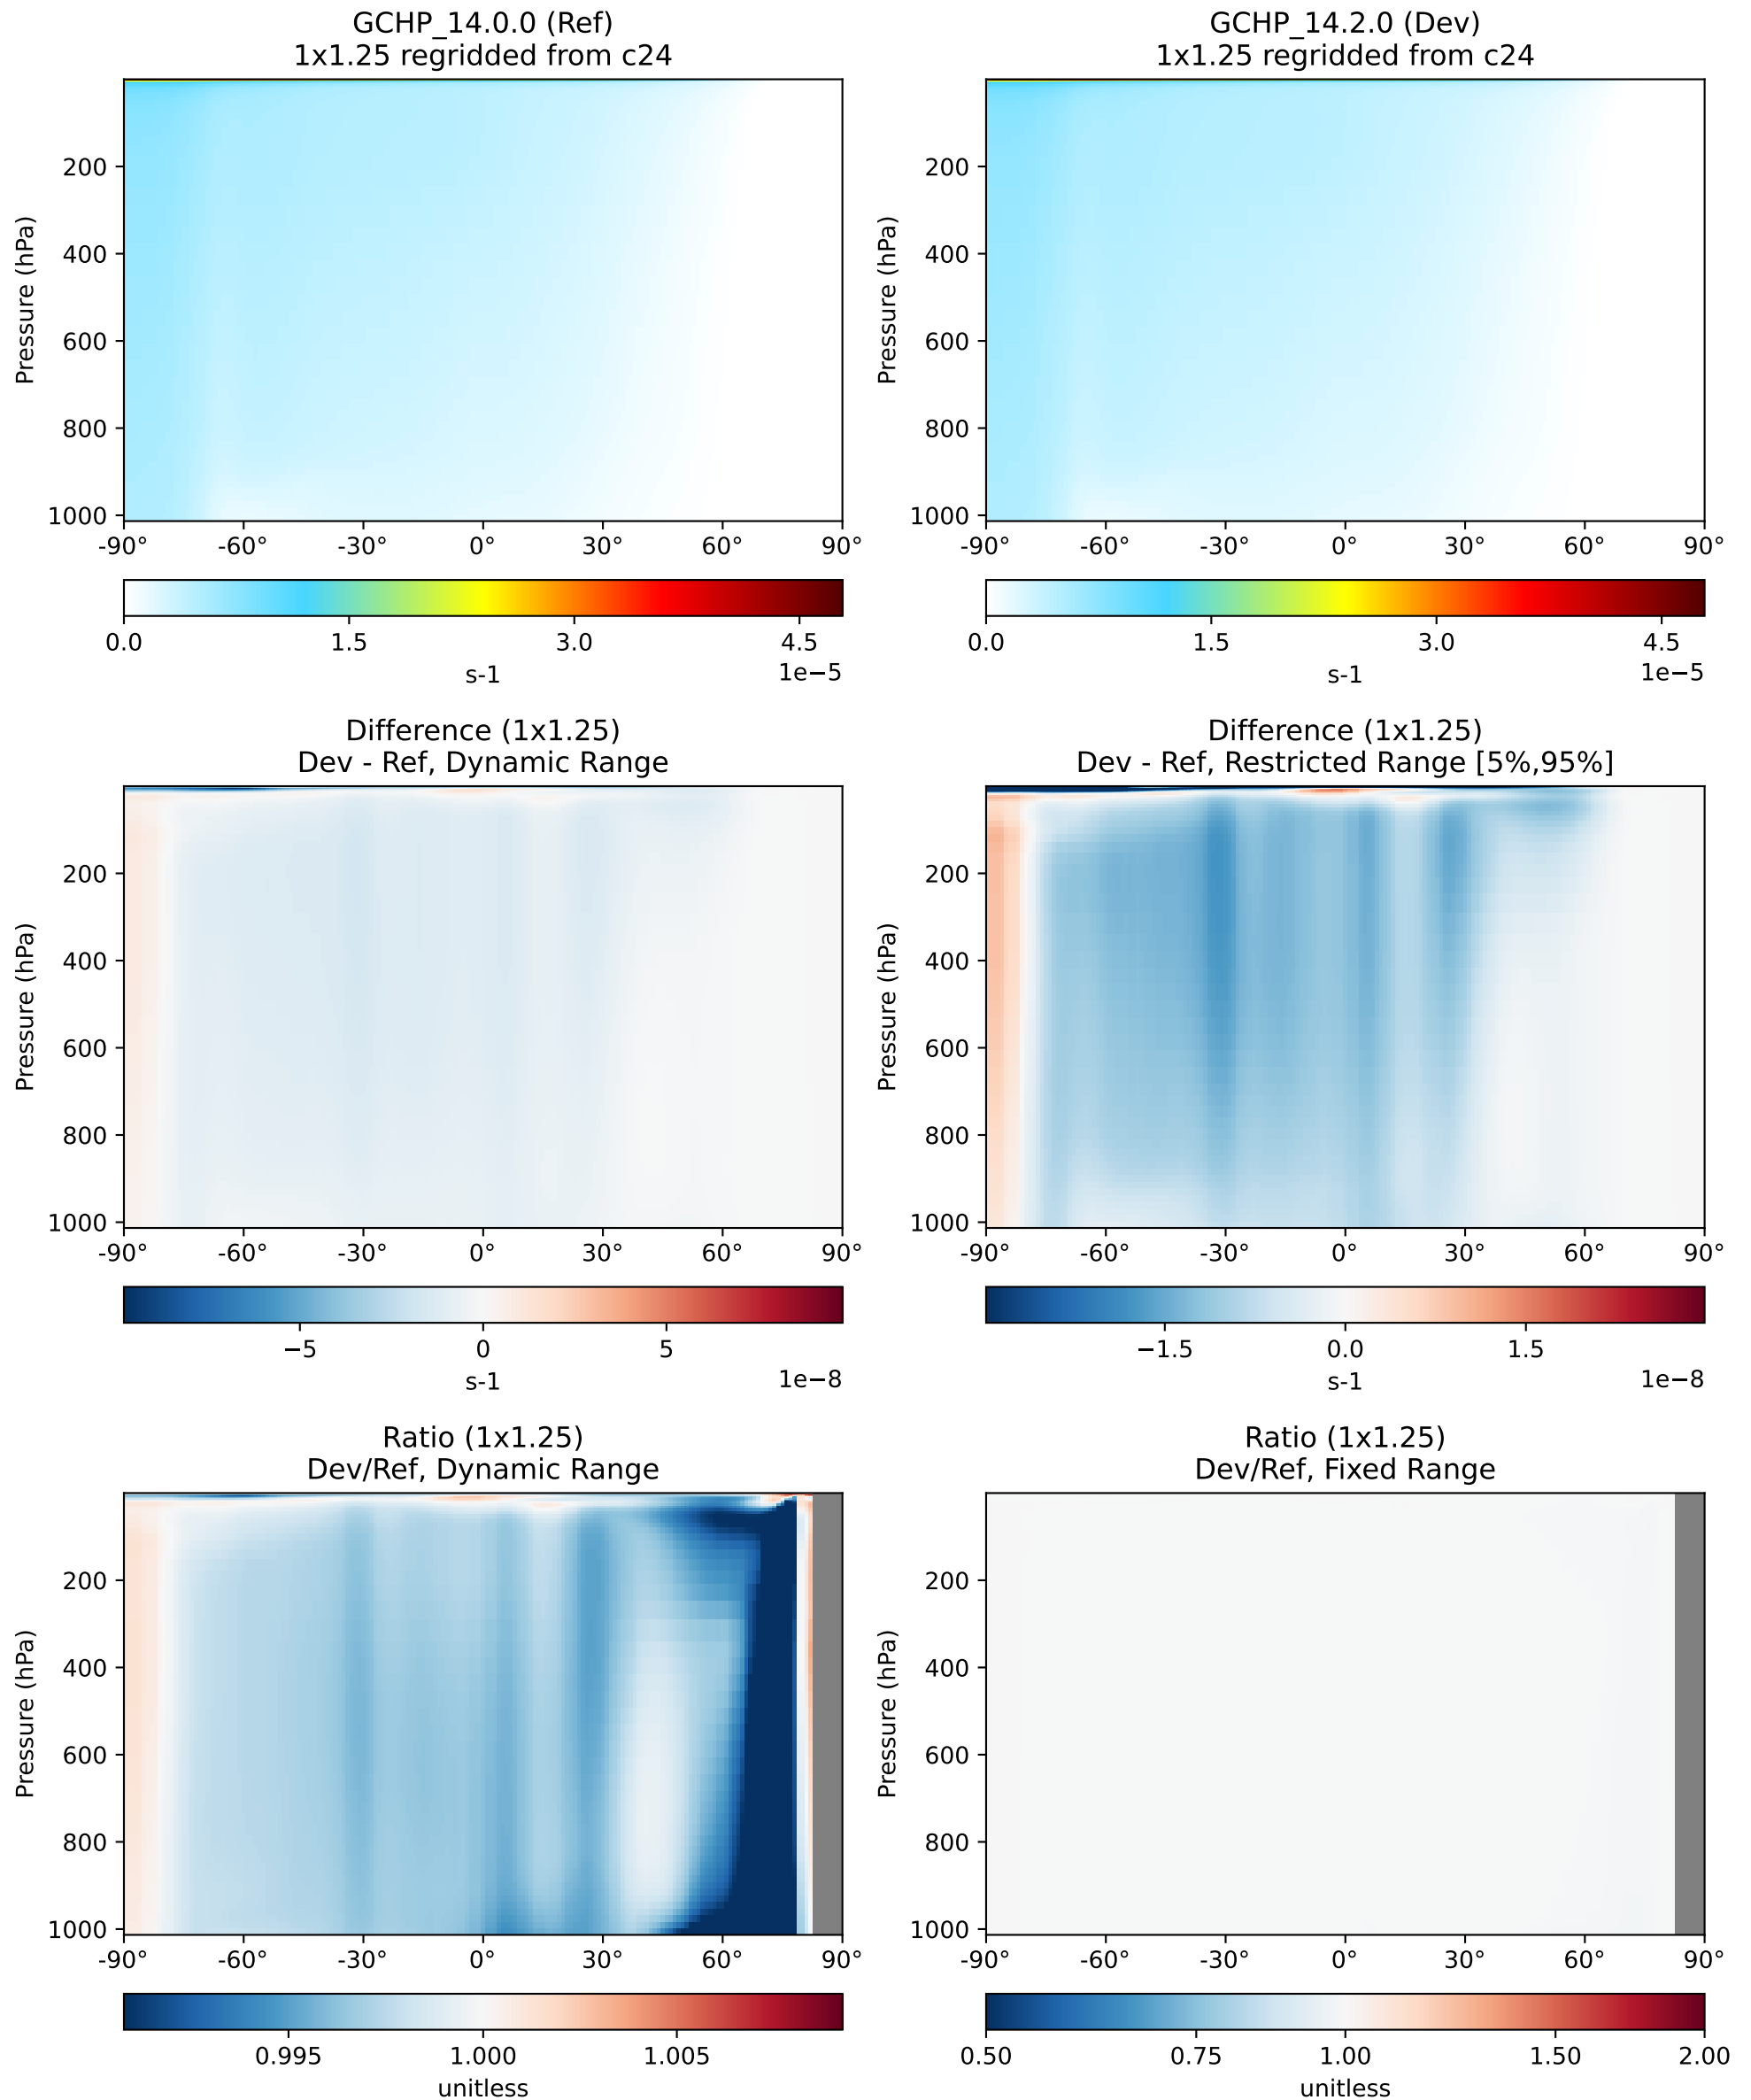 GCHP_14.0.0 (Ref)
1x1.25 regridded from c24
Pressure (hPa)
200
400
600
800
1000
-90° -60° -30° 0° 30° 60° 90°
0.0 1.5 3.0 4.5
1e−5
s-1
GCHP_14.2.0 (Dev)
1x1.25 regridded from c24
Pressure (hPa)
200
400
600
800
1000
-90° -60° -30° 0° 30° 60° 90°
0.0 1.5 3.0 4.5
1e−5
s-1
Difference (1x1.25)
Dev - Ref, Dynamic Range
Pressure (hPa)
200
400
600
800
1000
-90° -60° -30° 0° 30° 60° 90°
−5 0 5
1e−8
s-1
Difference (1x1.25)
Dev - Ref, Restricted Range [5%,95%]
Pressure (hPa)
200
400
600
800
1000
-90° -60° -30° 0° 30° 60° 90°
−1.5 0.0 1.5
1e−8
s-1
Ratio (1x1.25)
Dev/Ref, Dynamic Range
Pressure (hPa)
200
400
600
800
1000
-90° -60° -30° 0° 30° 60° 90°
0.995 1.000 1.005
unitless
Ratio (1x1.25)
Dev/Ref, Fixed Range
Pressure (hPa)
200
400
600
800
1000
-90° -60° -30° 0° 30° 60° 90°
0.50 0.75 1.00 1.50 2.00
unitless